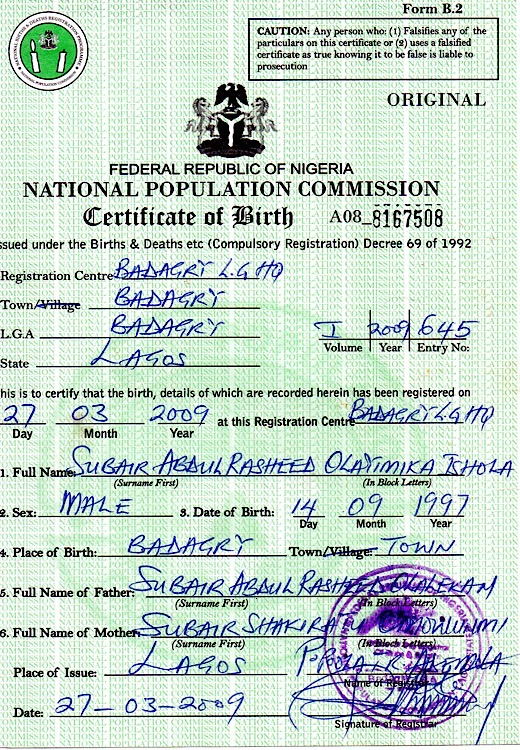 Form B.2
CAUTION: Any person who: (1) Falsifies any of the
particulars on this certificate or (2) uses a falsified
certificate as true knowing it to be false is liable to
prosecution
ORIGINAL
FEDERAL REPUBLIC OF NIGERIA
NATIONAL POPULATION COMMISSION
Certificate of Birth A08-8167508
ssued under the Births & Deaths etc (Compulsory Registration) Decree 69 of 1992
Registration Centre BADAGRY L.G HQ
Town/Village BADAGRY
L.G.A BADAGRY I 2009 645
Volume Year Entry No:
State LAGOS
his is to certify that the birth, details of which are recorded herein has been registered on
27 03 2009 at this Registration Centre BADAGRY LG HQ
Day Month Year
1. Full Name: SUBAIR ABDUL RASHEED OLAYIMIKA ISHOLA
(Surname First) (In Block Letters)
2. Sex: MALE 3. Date of Birth: 14 09 1997
Day Month Year
4. Place of Birth: BADAGRY Town/Village: TOWN
5. Full Name of Father: SUBAIR ABDUL RASHEED
(Surname First) (In Block Letters)
6. Full Name of Mother: SUBAIR
(Surname First) (In Block Letters)
Place of Issue: LAGOS
Name of Registrar
Date: 27-03-2009
Signature of Registrar